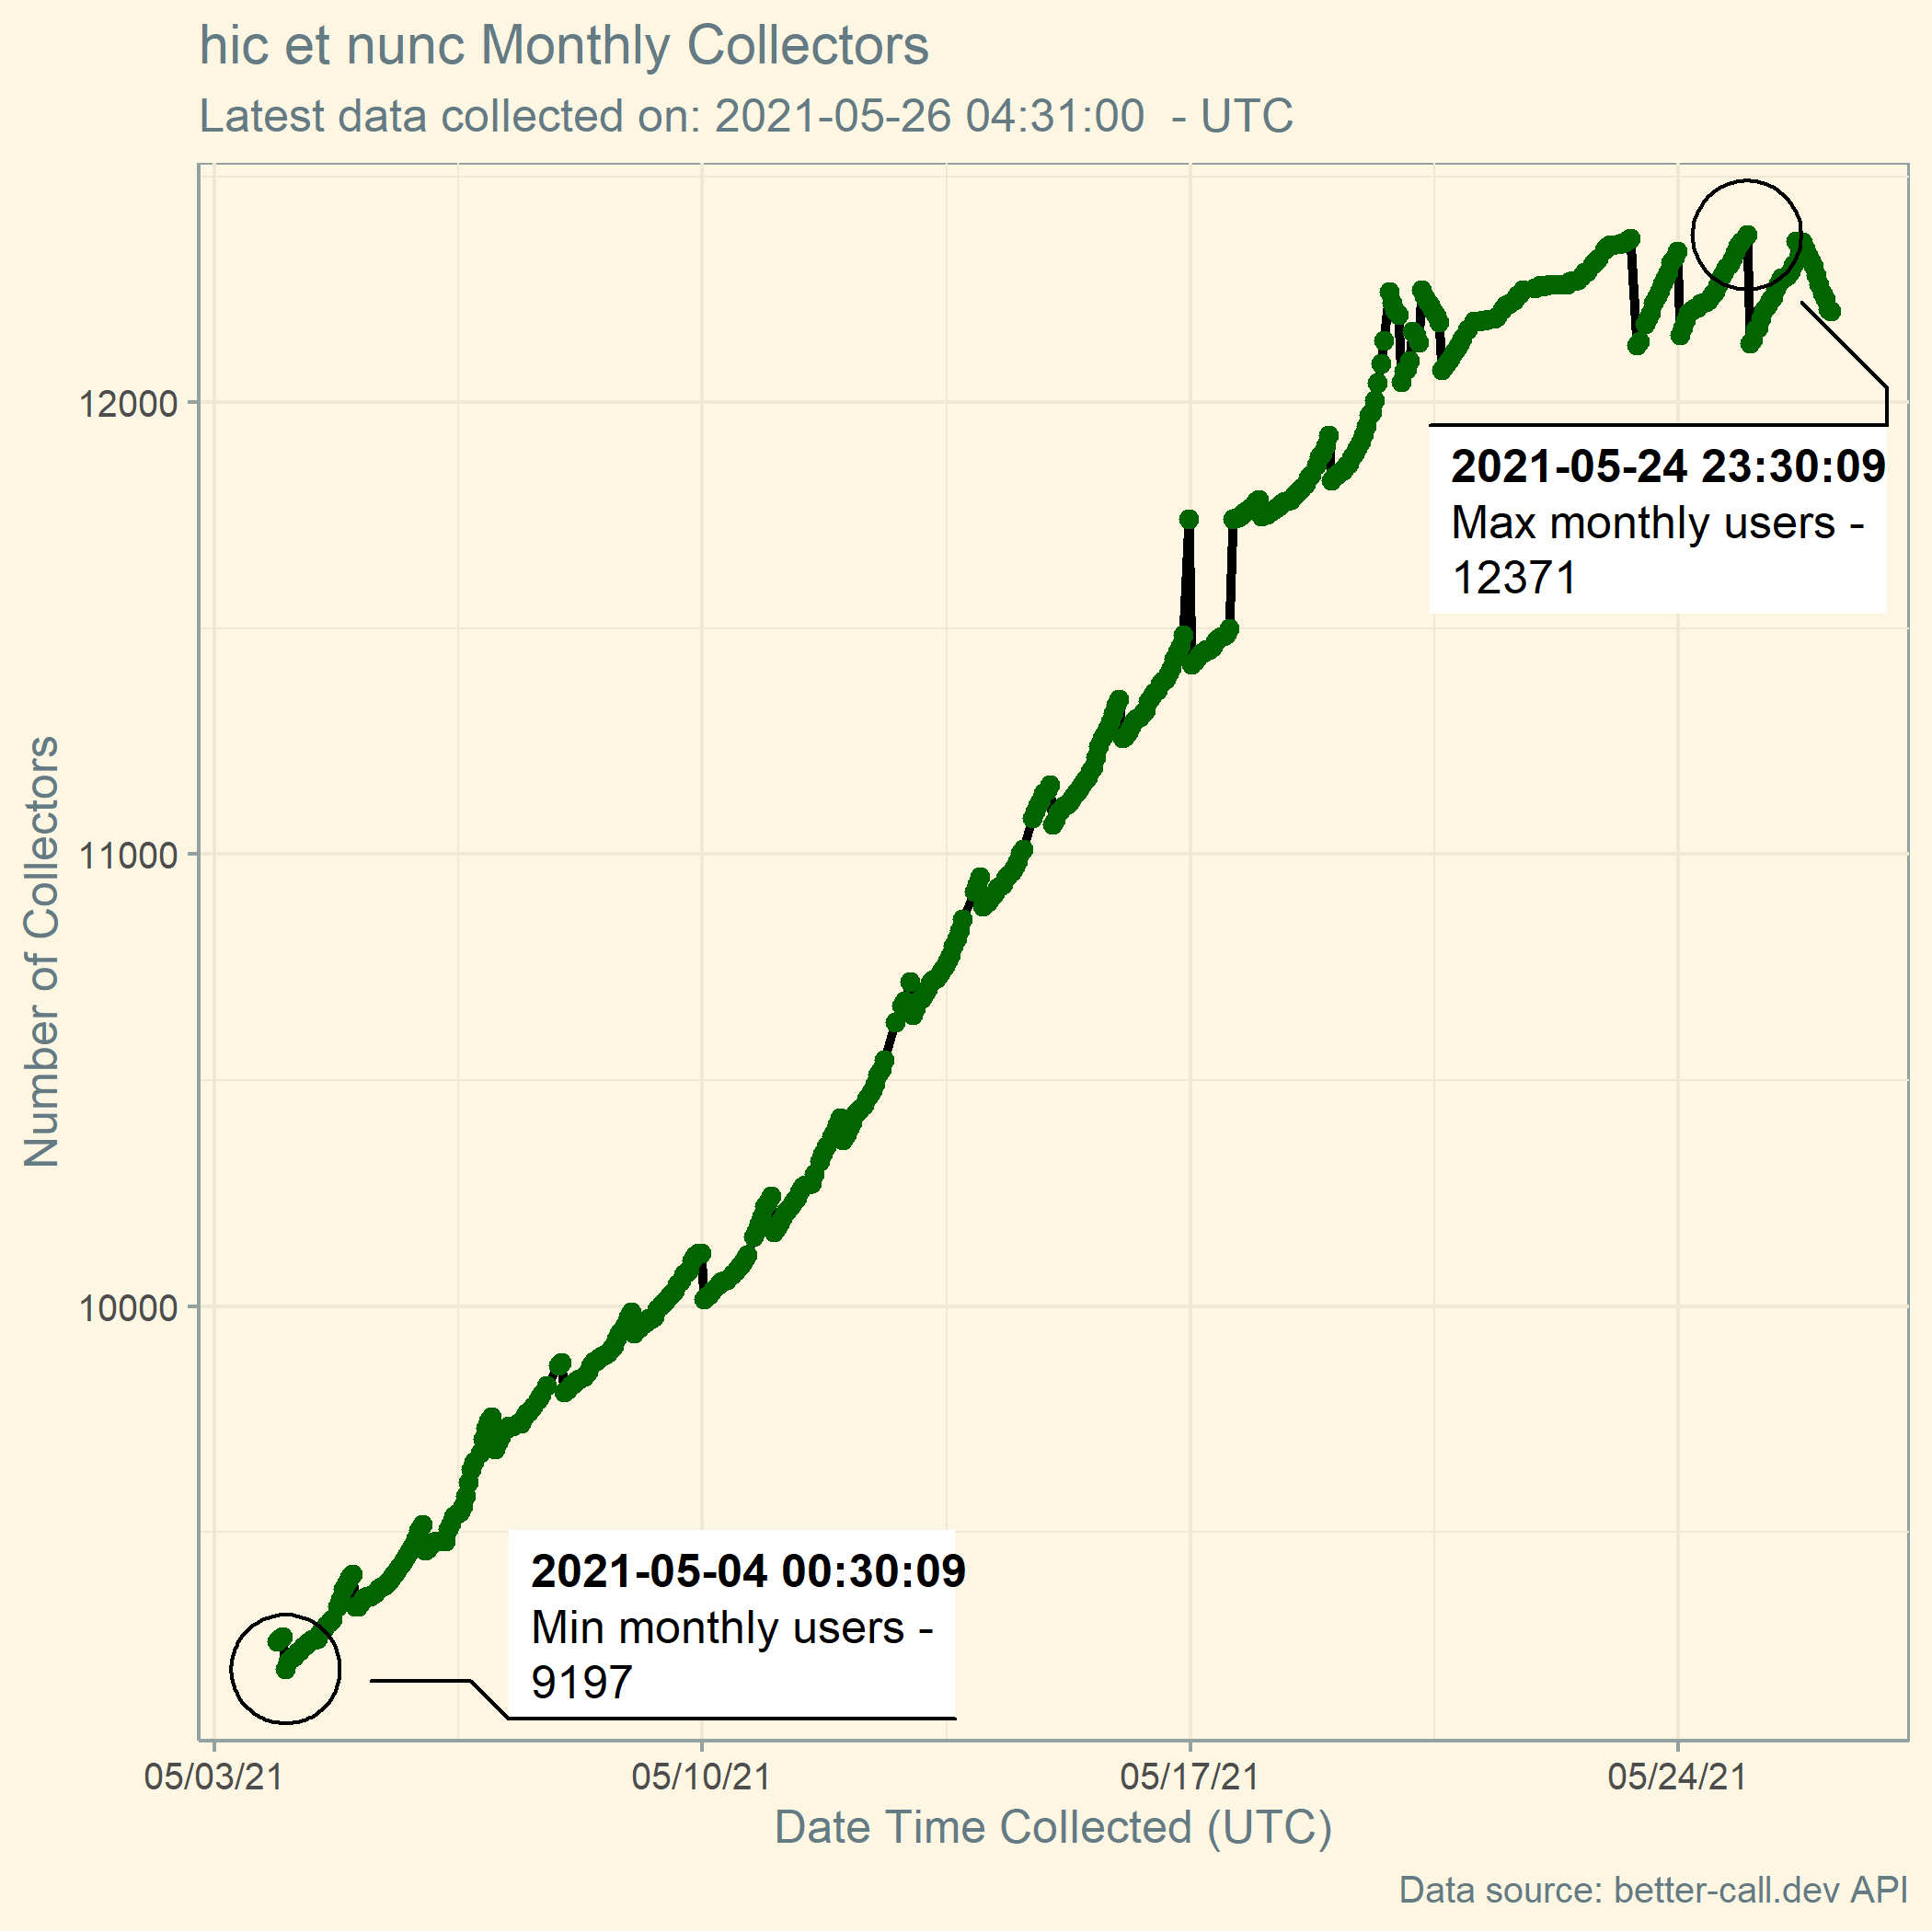 hic et nunc Monthly Collectors
Latest data collected on: 2021-05-26 04:31:00  - UTC
12000
2021-05-24 23:30:09
Max monthly users -
12371
Number of Collectors
11000
10000
2021-05-04 00:30:09
Min monthly users -
9197
05/03/21
05/10/21
05/17/21
05/24/21
Date Time Collected (UTC)
Data source: better-call.dev API